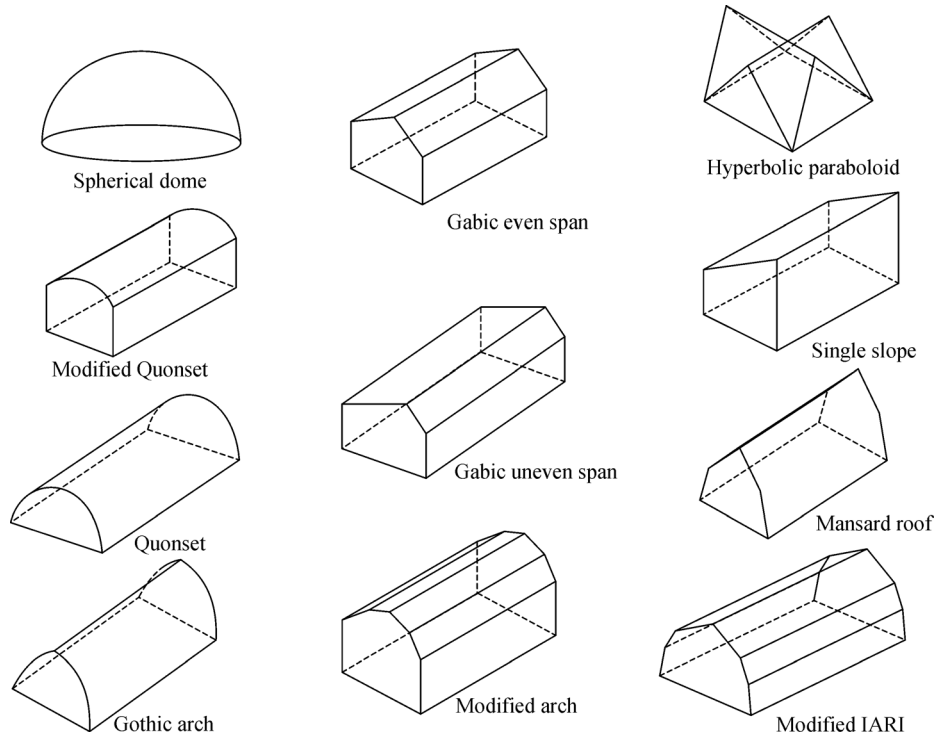 Spherical dome
Gabic even span
Hyperbolic paraboloid
Modified Quonset
Gabic uneven span
Single slope
Quonset
Mansard roof
Gothic arch
Modified arch
Modified IARI